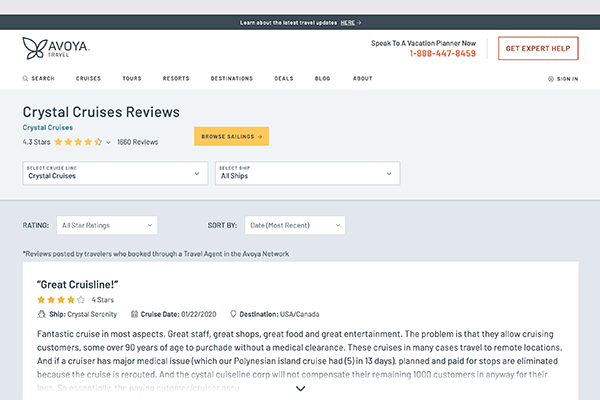 Learn about the latest travel updates HERE →
AVOYA
TRAVEL
Speak To A Vacation Planner Now
1-888-447-8459
GET EXPERT HELP
SEARCH CRUISES TOURS RESORTS DESTINATIONS DEALS BLOG ABOUT SIGN IN
Crystal Cruises Reviews
Crystal Cruises
4.3 Stars 1660 Reviews
BROWSE SAILINGS →
SELECT CRUISE LINE
Crystal Cruises
SELECT SHIP
All Ships
RATING: All Star Ratings SORT BY: Date (Most Recent)
*Reviews posted by travelers who booked through a Travel Agent in the Avoya Network
“Great Cruisline!”
4 Stars
Ship: Crystal Serenity Cruise Date: 01/22/2020 Destination: USA/Canada
Fantastic cruise in most aspects. Great staff, great shops, great food and great entertainment. The problem is that they allow cruising
customers, some over 90 years of age to purchade without a medical clearance. These cruises in many cases travel to remote locations.
And if a cruiser has major medical issue (which our Polynesian island cruise had (5) in 13 days), planned and paid for stops are eliminated
because the cruise is rerouted. And the cystal cuiseline corp will not compensate their remaining 1000 customers in anyway for their
loss. So essentially, the paying cutomer/cruiser assu